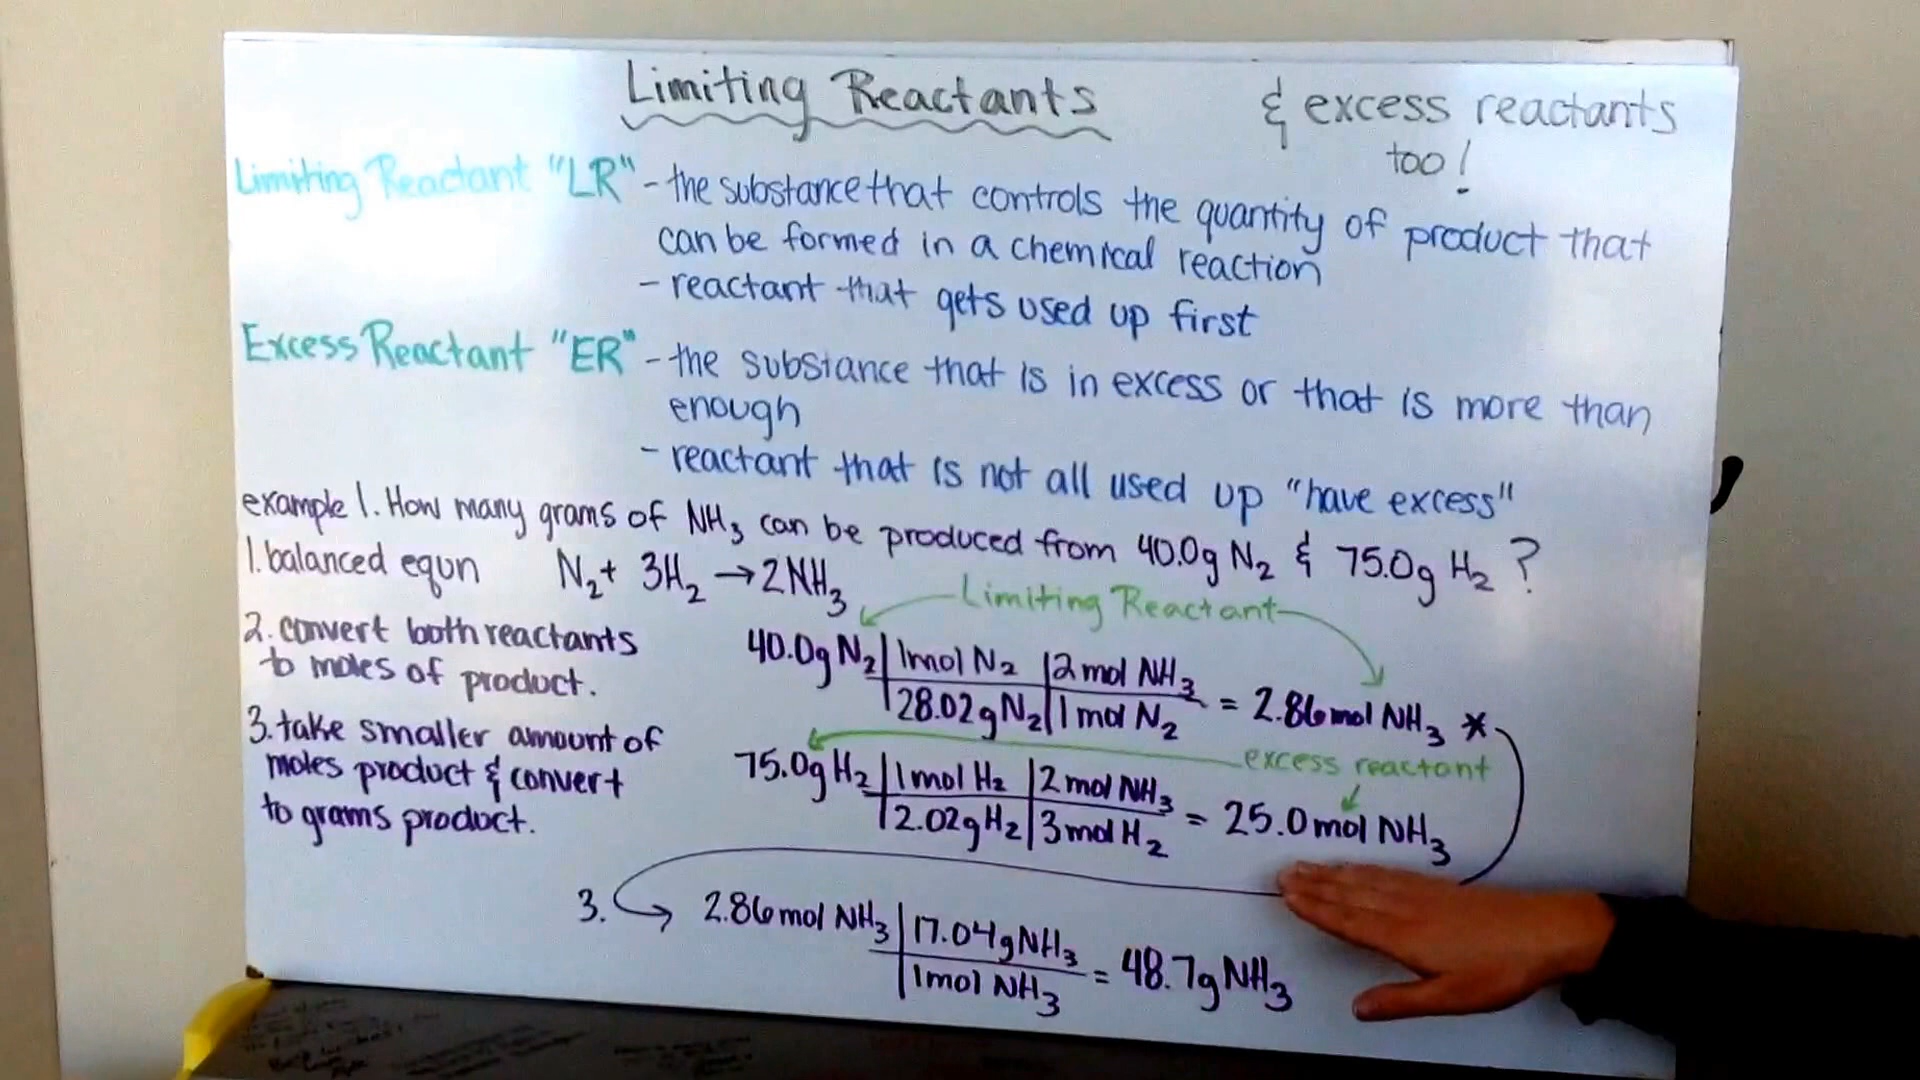 Limiting Reactants & excess reactants
too!
Limiting Reactant "LR" - the substance that controls the quantity of product that
can be formed in a chemical reaction
- reactant that gets used up first
Excess Reactant "ER" - the substance that is in excess or that is more than
enough
- reactant that is not all used up "have excess"
example 1. How many grams of NH₃ can be produced from 40.0g N₂ & 75.0g H₂?
1. balanced equn N₂ + 3H₂ → 2NH₃
Limiting Reactant
2. convert both reactants
to moles of product.
40.0g N₂ | 1mol N₂ | 2 mol NH₃
28.02g N₂ | 1 mol N₂ = 2.86 mol NH₃ *
3. take smaller amount of
moles product & convert
to grams product.
excess reactant
75.0g H₂ | 1mol H₂ | 2 mol NH₃
2.02g H₂ | 3 mol H₂ = 25.0 mol NH₃
3. 2.86 mol NH₃ | 17.04g NH₃
1mol NH₃ = 48.7g NH₃